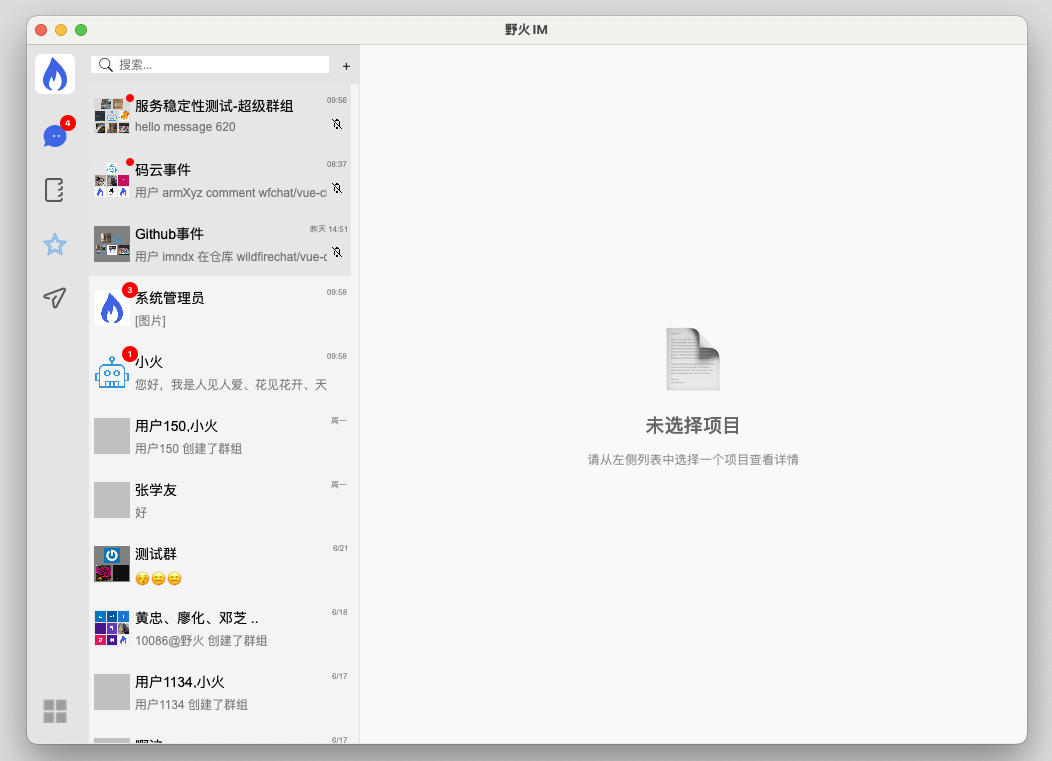 野火IM
搜索...
+
4
服务稳定性测试-超级群组
09:56
hello message 620
码云事件
08:37
用户 armXyz comment wfchat/vue-c
Github事件
昨天 14:51
用户 imndx 在仓库 wildfirechat/vue-c
3
系统管理员
09:58
[图片]
1
小火
09:58
您好，我是人见人爱、花见花开、天
用户150,小火
周一
用户150 创建了群组
张学友
周一
好
测试群
6/21
😚😑😑
黄忠、廖化、邓芝 ..
6/18
10086@野火 创建了群组
用户1134,小火
6/17
用户1134 创建了群组
6/17
未选择项目
请从左侧列表中选择一个项目查看详情